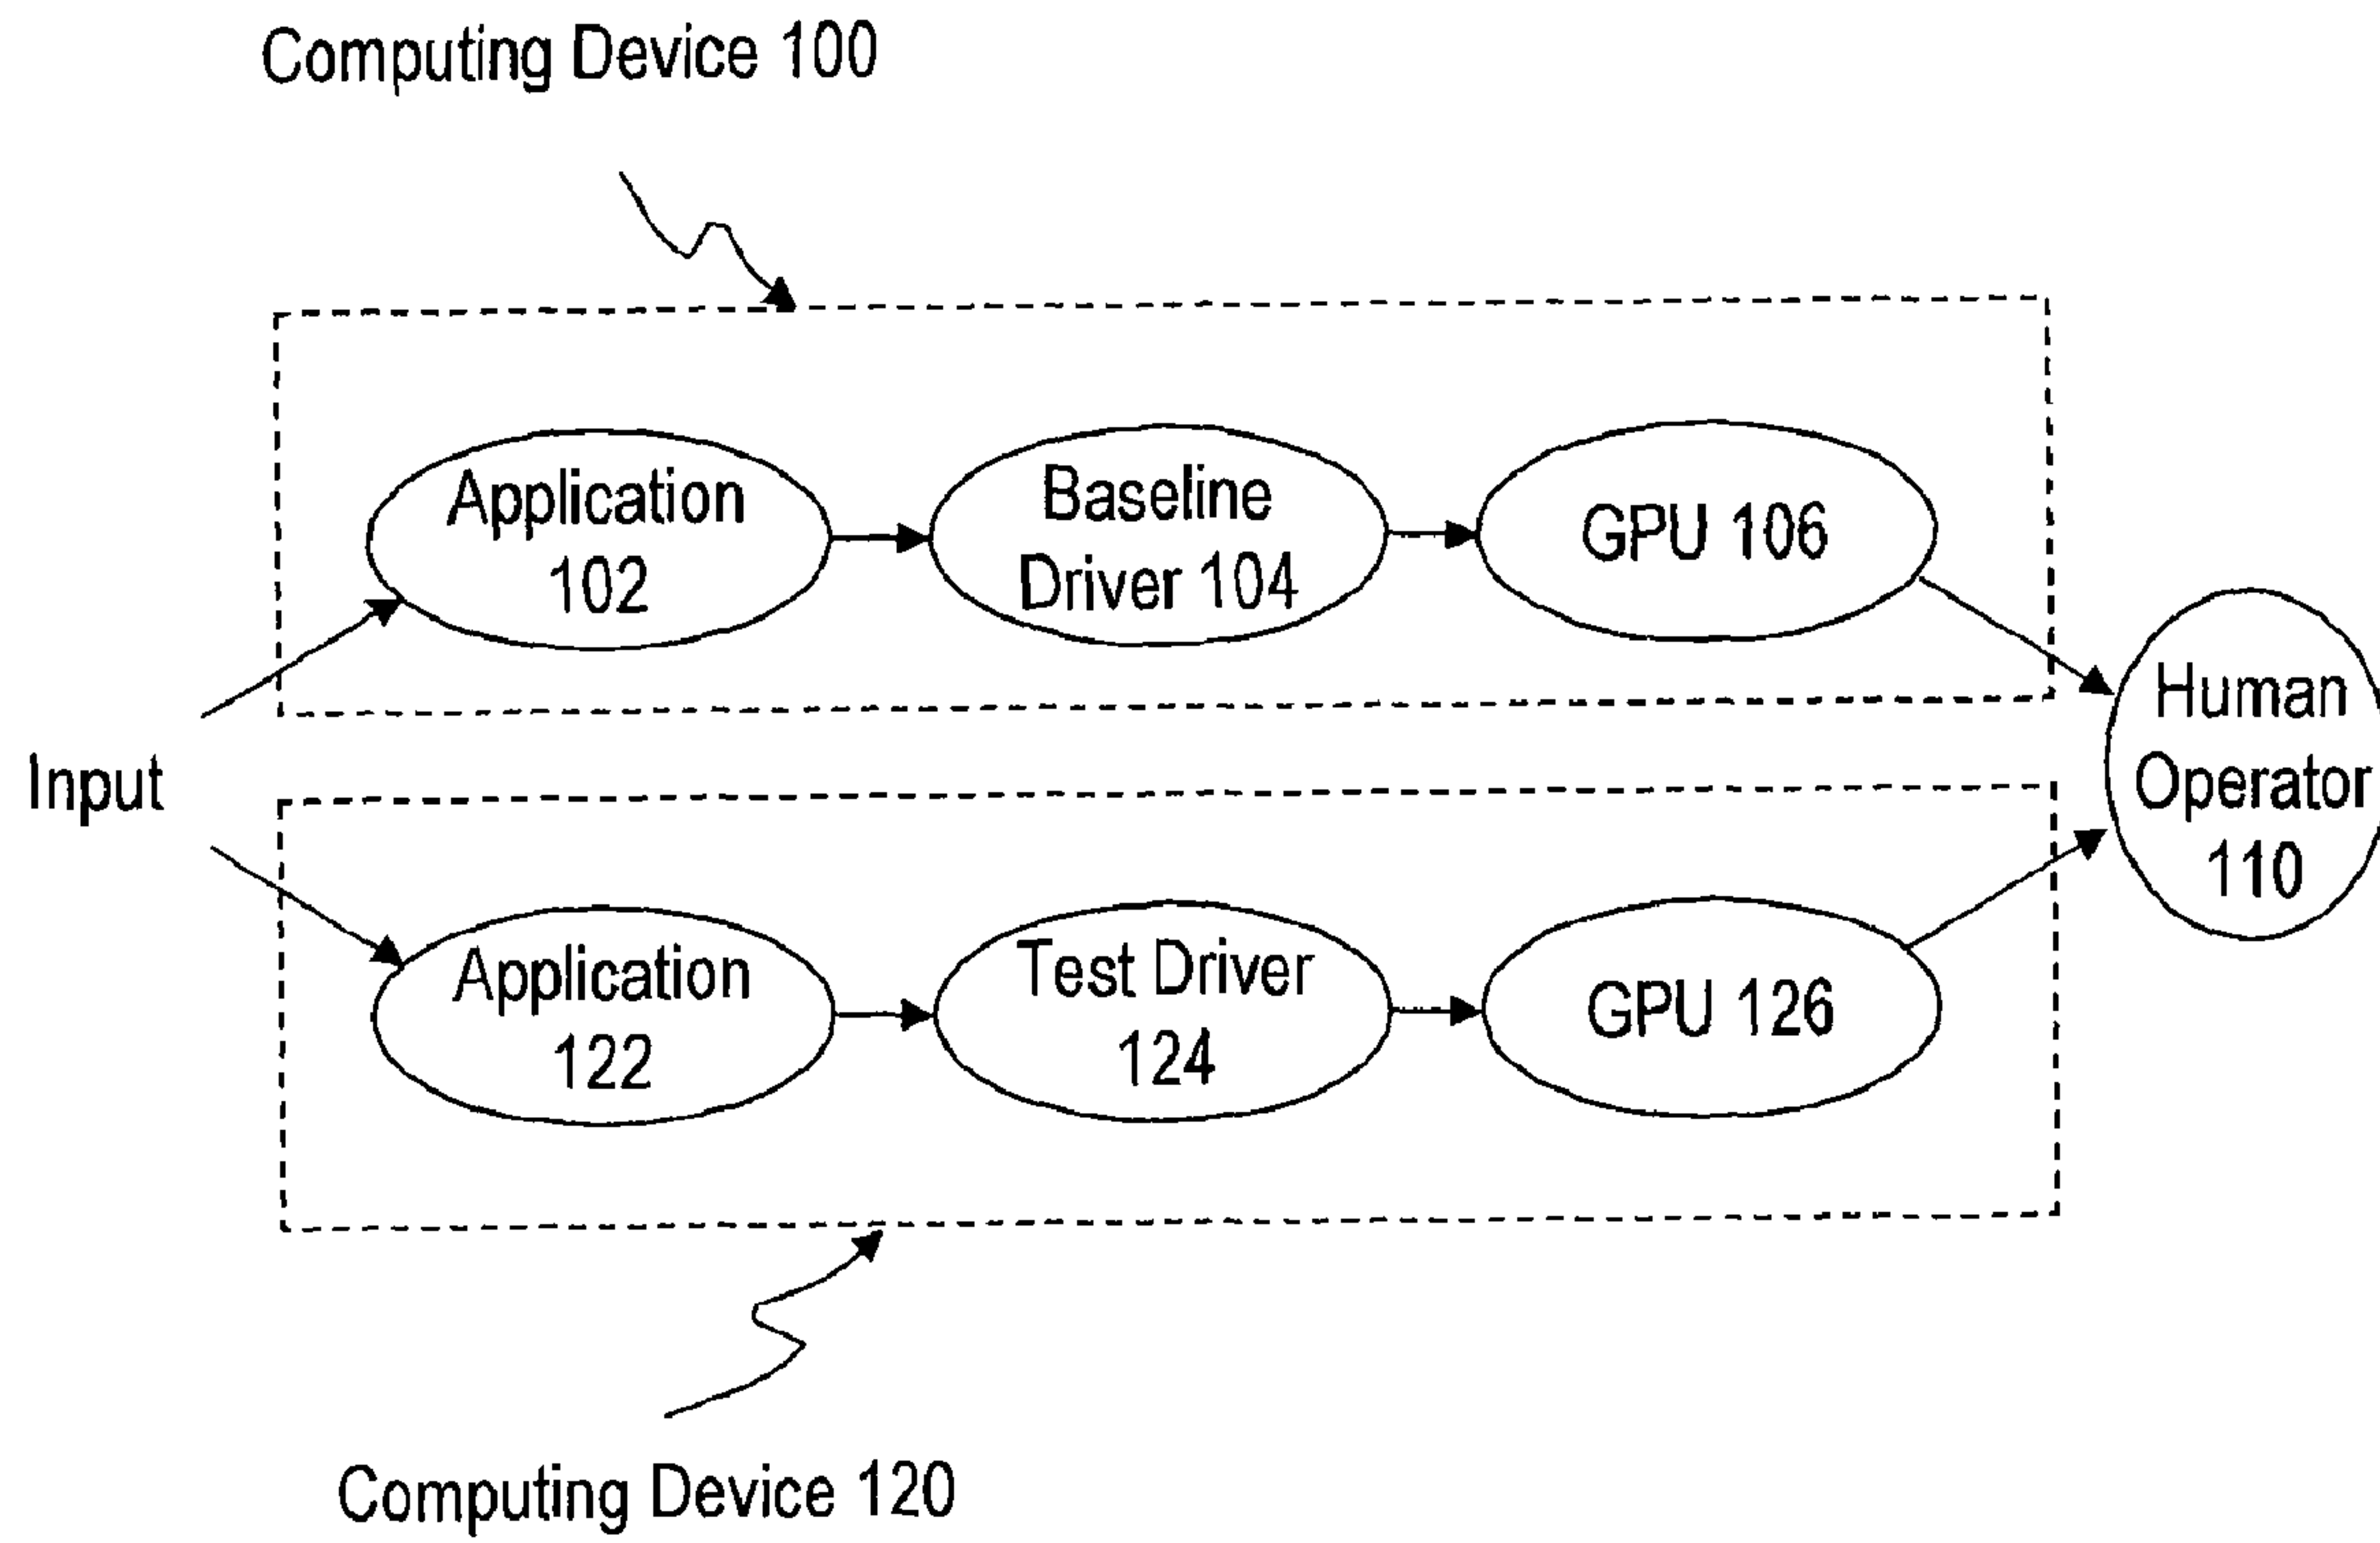 Computing Device 100
Application
102
Baseline
Driver 104
GPU 106
Human
Operator
110
Input
Application
122
Test Driver
124
GPU 126
Computing Device 120